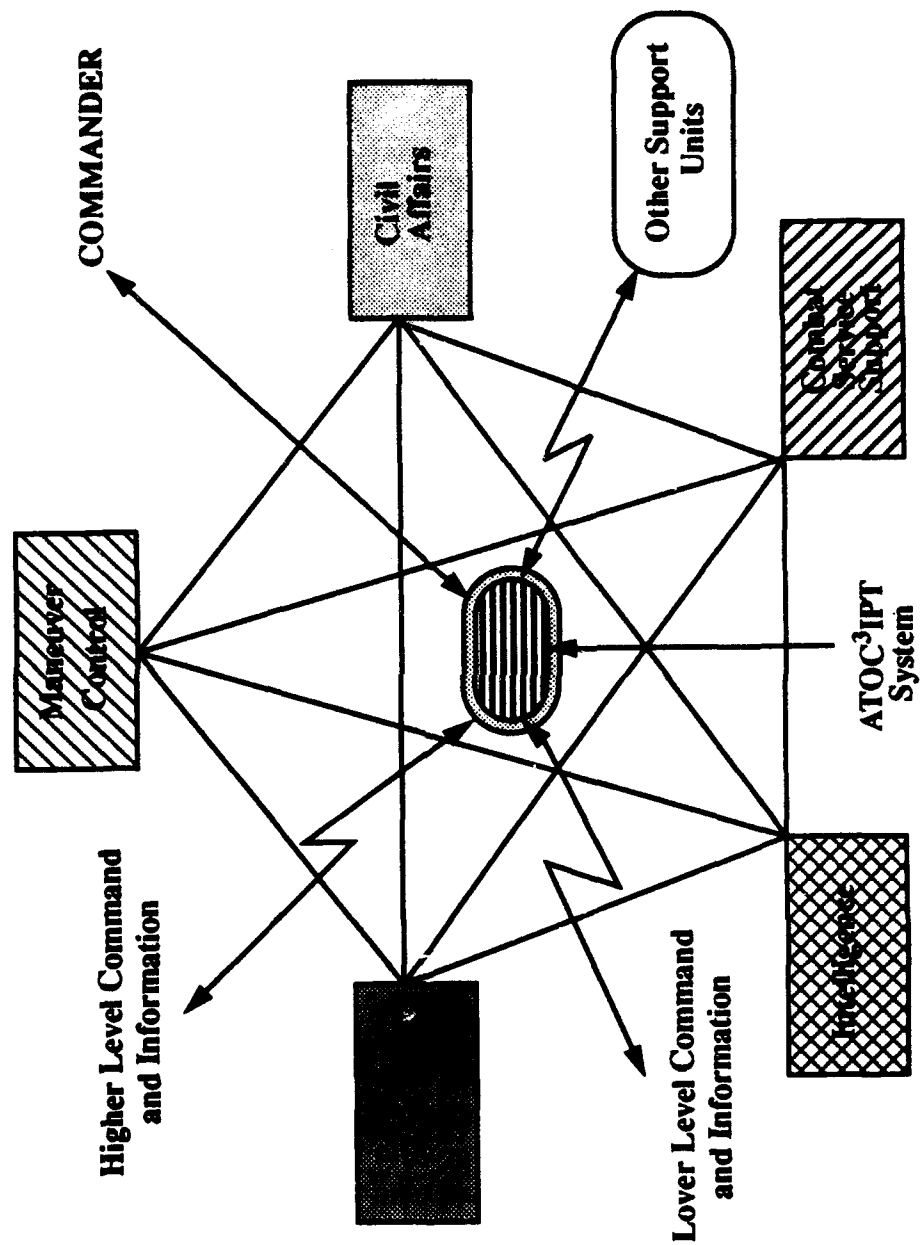 Maneuver
Control
COMMANDER
Higher Level Command
and Information
Civil
Affairs
Lover Level Command
and Information
Other Support
Units
Intelligence
ATOC³IPT
System
Combat
Service
Support